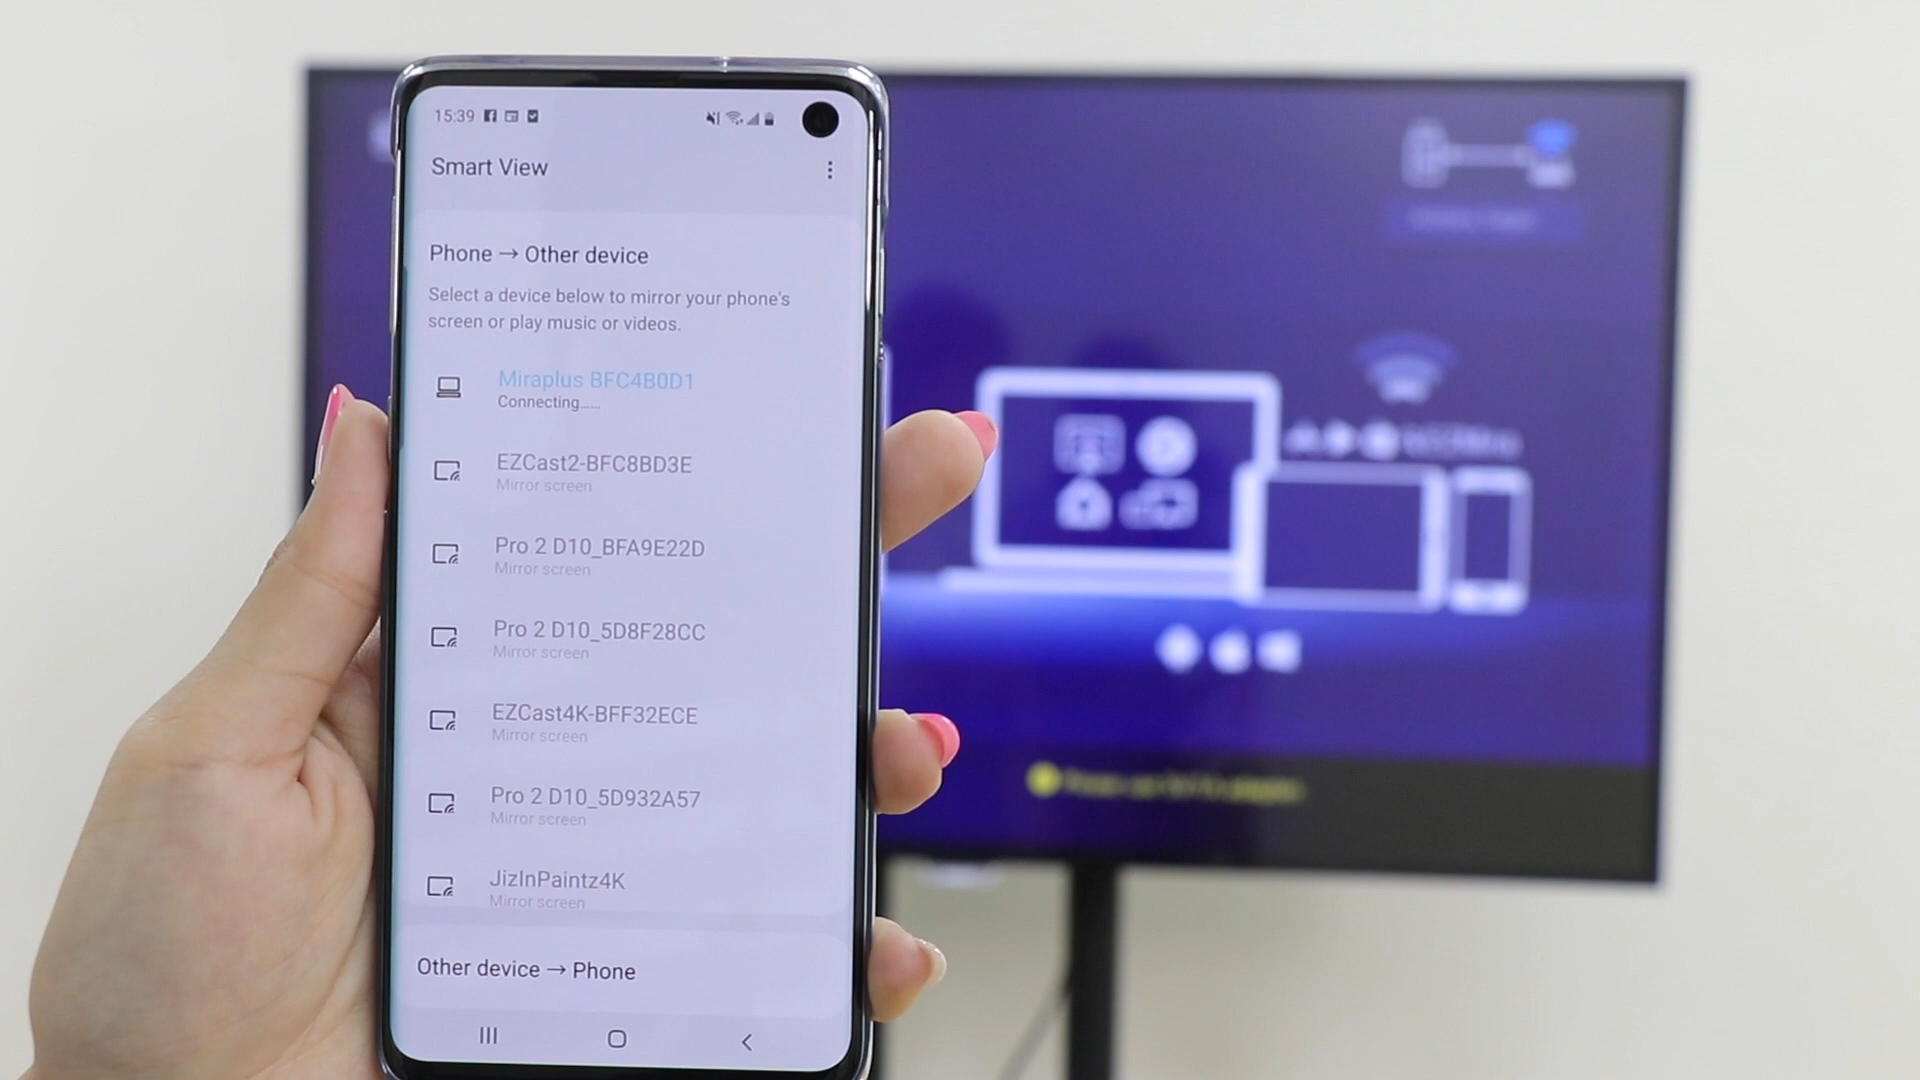 15:39
Smart View
Phone → Other device
Select a device below to mirror your phone's
screen or play music or videos.
Miraplus BFC4B0D1
Connecting......
EZCast2-BFC8BD3E
Mirror screen
Pro 2 D10_BFA9E22D
Mirror screen
Pro 2 D10_5D8F28CC
Mirror screen
EZCast4K-BFF32ECE
Mirror screen
Pro 2 D10_5D932A57
Mirror screen
JizInPaintz4K
Mirror screen
Other device → Phone